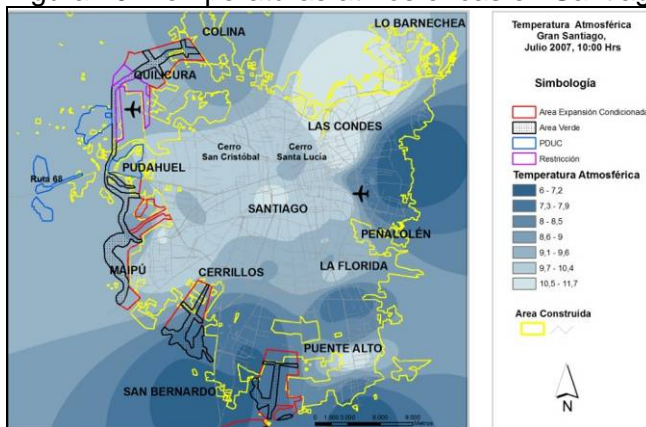 Temperatura Atmosférica
Gran Santiago,
Julio 2007, 10:00 Hrs
Simbología
Area Expansión Condicionada
Area Verde
PDUC
Restricción
Temperatura Atmosférica
6 - 7,2
7,3 - 7,9
8 - 8,5
8,6 - 9
9,1 - 9,6
9,7 - 10,4
10,5 - 11,7
Area Construida
N
LO BARNECHEA
COLINA
QUILICURA
LAS CONDES
Cerro
San Cristóbal
Cerro
Santa Lucía
PUDAHUEL
Ruta 68
SANTIAGO
PEÑALOLÉN
MAIPÚ
CERRILLOS
LA FLORIDA
PUENTE ALTO
SAN BERNARDO